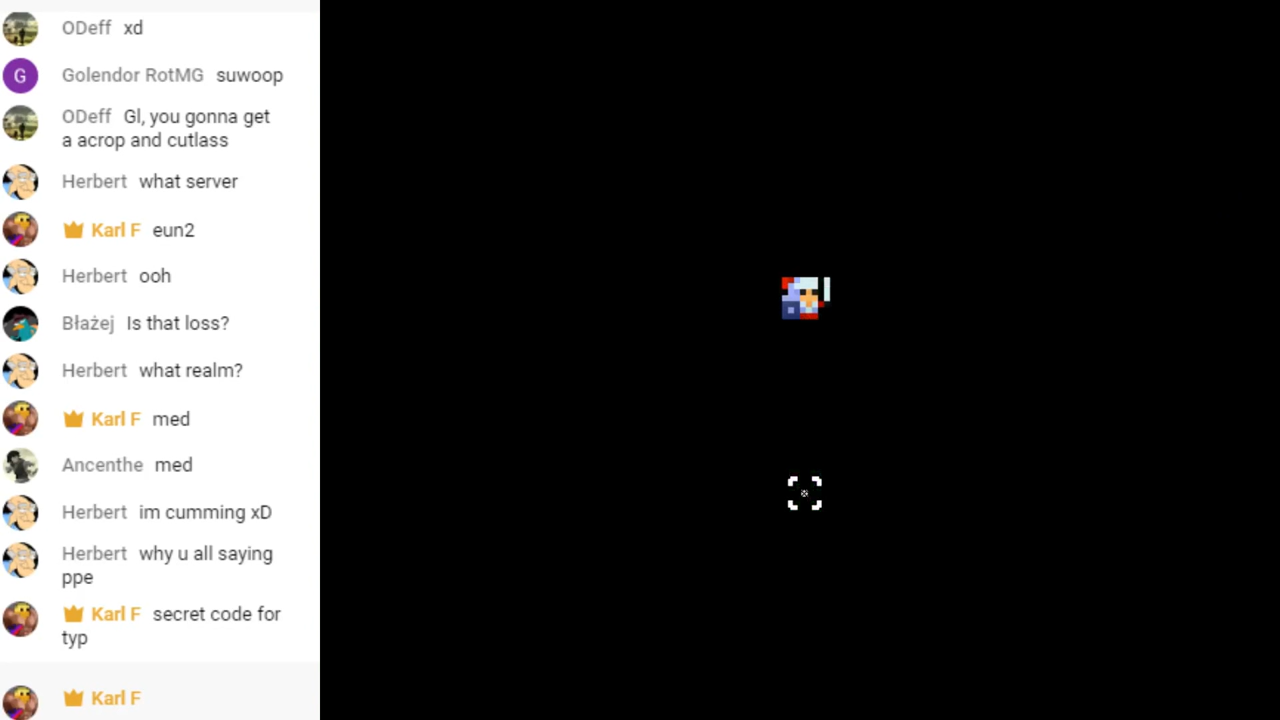 ODeff xd
G Golendor RotMG suwoop
ODeff Gl, you gonna get
a acrop and cutlass
Herbert what server
Karl F eun2
Herbert ooh
Błażej Is that loss?
Herbert what realm?
Karl F med
Ancenthe med
Herbert im cumming xD
Herbert why u all saying
ppe
Karl F secret code for
typ
Karl F